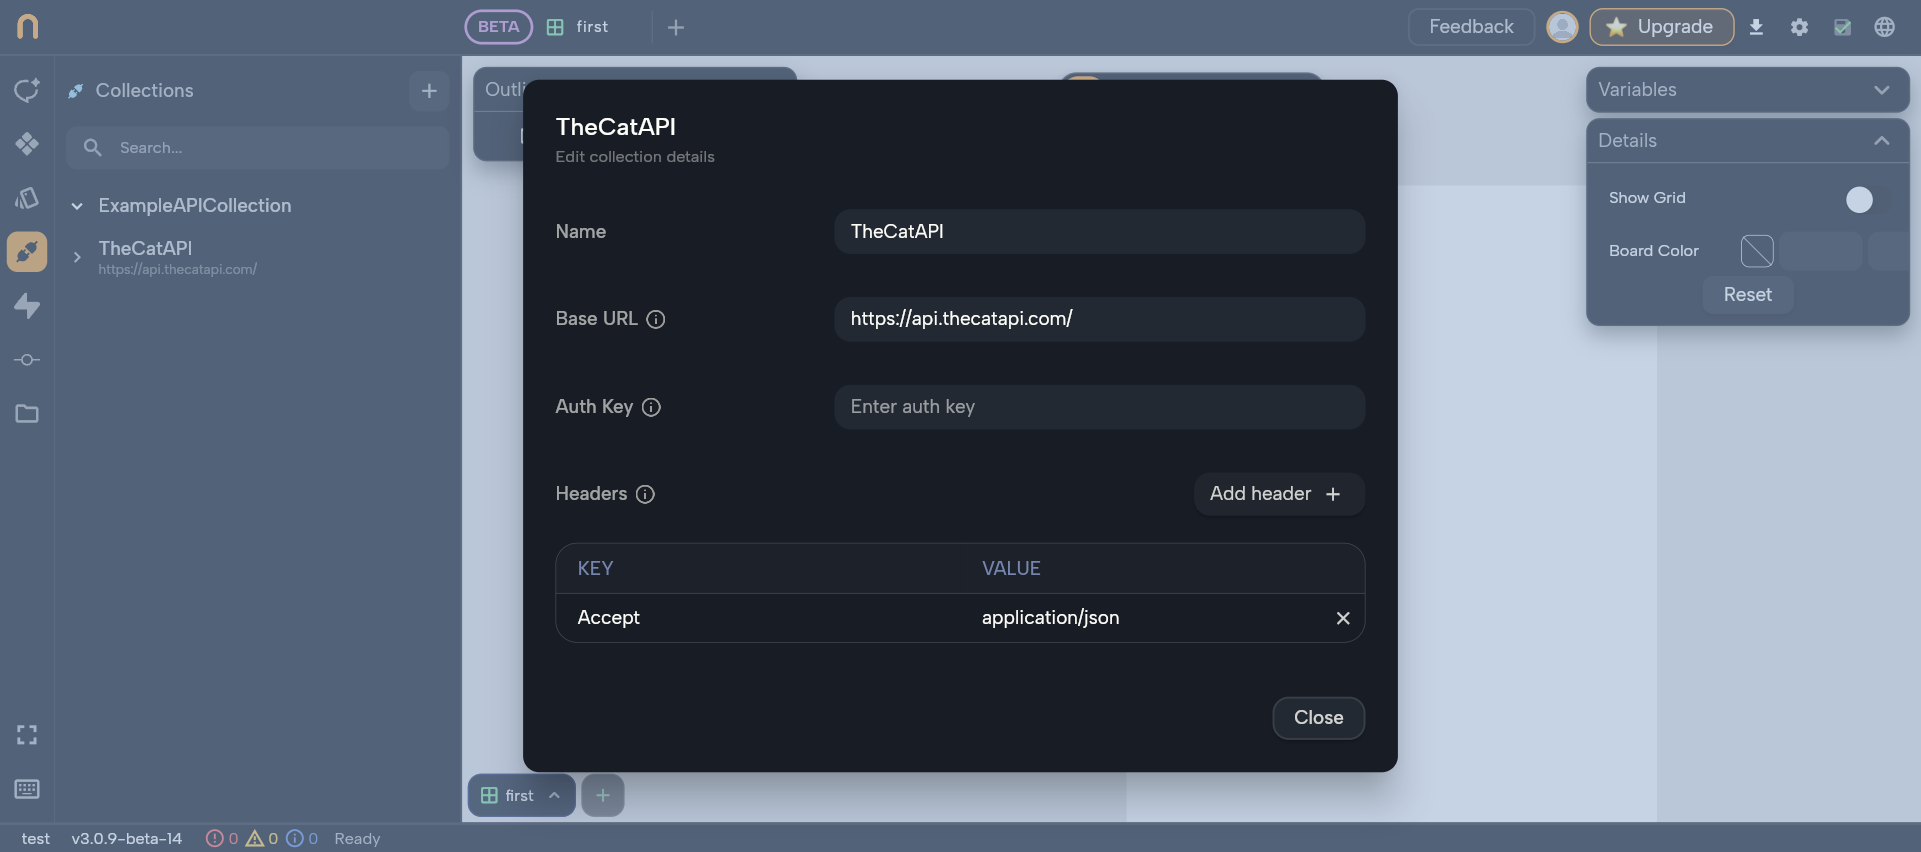 BETA
first
Feedback
Upgrade
Collections
Search...
ExampleAPICollection
TheCatAPI
https://api.thecatapi.com/
Outli
TheCatAPI
Edit collection details
Name
TheCatAPI
Base URL
https://api.thecatapi.com/
Auth Key
Enter auth key
Headers
Add header
KEY VALUE
Accept application/json
Close
Variables
Details
Show Grid
Board Color
Reset
first
test v3.0.9-beta-14 0 0 0 Ready